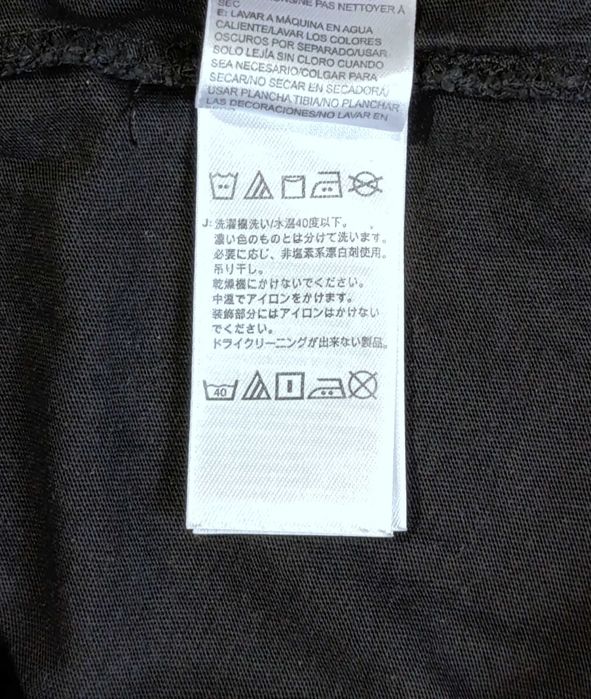 NE PAS NETTOYER À
SEC
E: LAVAR A MÁQUINA EN AGUA
CALIENTE/LAVAR LOS COLORES
OSCUROS POR SEPARADO/USAR
SOLO LEJÍA SIN CLORO CUANDO
SEA NECESARIO/COLGAR PARA
SECAR/NO SECAR EN SECADORA/
USAR PLANCHA TIBIA/NO PLANCHAR
LAS DECORACIONES/NO LAVAR EN
J: 洗濯機洗い/水温40度以下。
濃い色のものとは分けて洗います。
必要に応じ、非塩素系漂白剤使用。
吊り干し。
乾燥機にかけないでください。
中温でアイロンをかけます。
装飾部分にはアイロンはかけない
でください。
ドライクリーニングが出来ない製品。
40